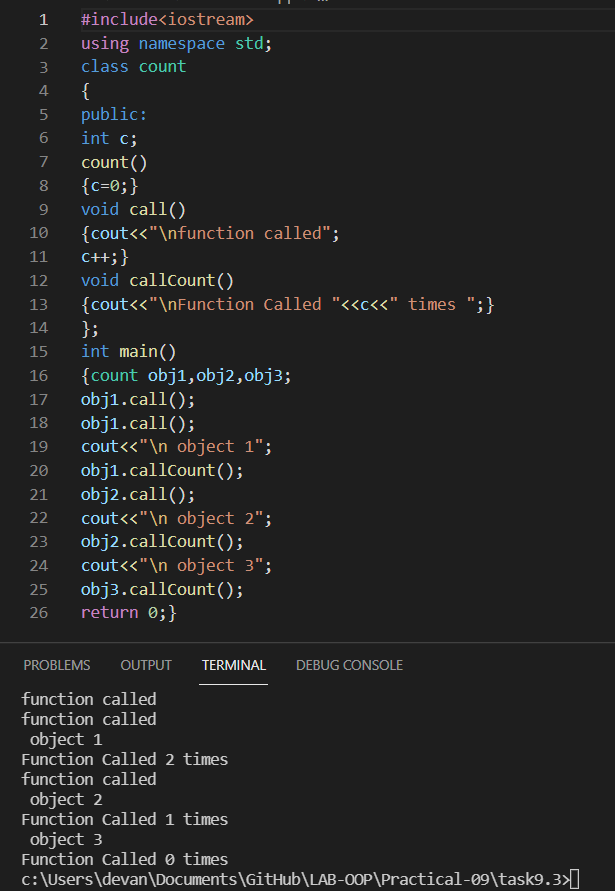 1 #include<iostream>
2 using namespace std;
3 class count
4 {
5 public:
6 int c;
7 count()
8 {c=0;}
9 void call()
10 {cout<<"\nfunction called";
11 c++;}
12 void callCount()
13 {cout<<"\nFunction Called "<<c<<" times ";}
14 };
15 int main()
16 {count obj1,obj2,obj3;
17 obj1.call();
18 obj1.call();
19 cout<<"\n object 1";
20 obj1.callCount();
21 obj2.call();
22 cout<<"\n object 2";
23 obj2.callCount();
24 cout<<"\n object 3";
25 obj3.callCount();
26 return 0;}
PROBLEMS OUTPUT TERMINAL DEBUG CONSOLE
function called
function called
 object 1
Function Called 2 times
function called
 object 2
Function Called 1 times
 object 3
Function Called 0 times
c:\Users\devan\Documents\GitHub\LAB-OOP\Practical-09\task9.3>